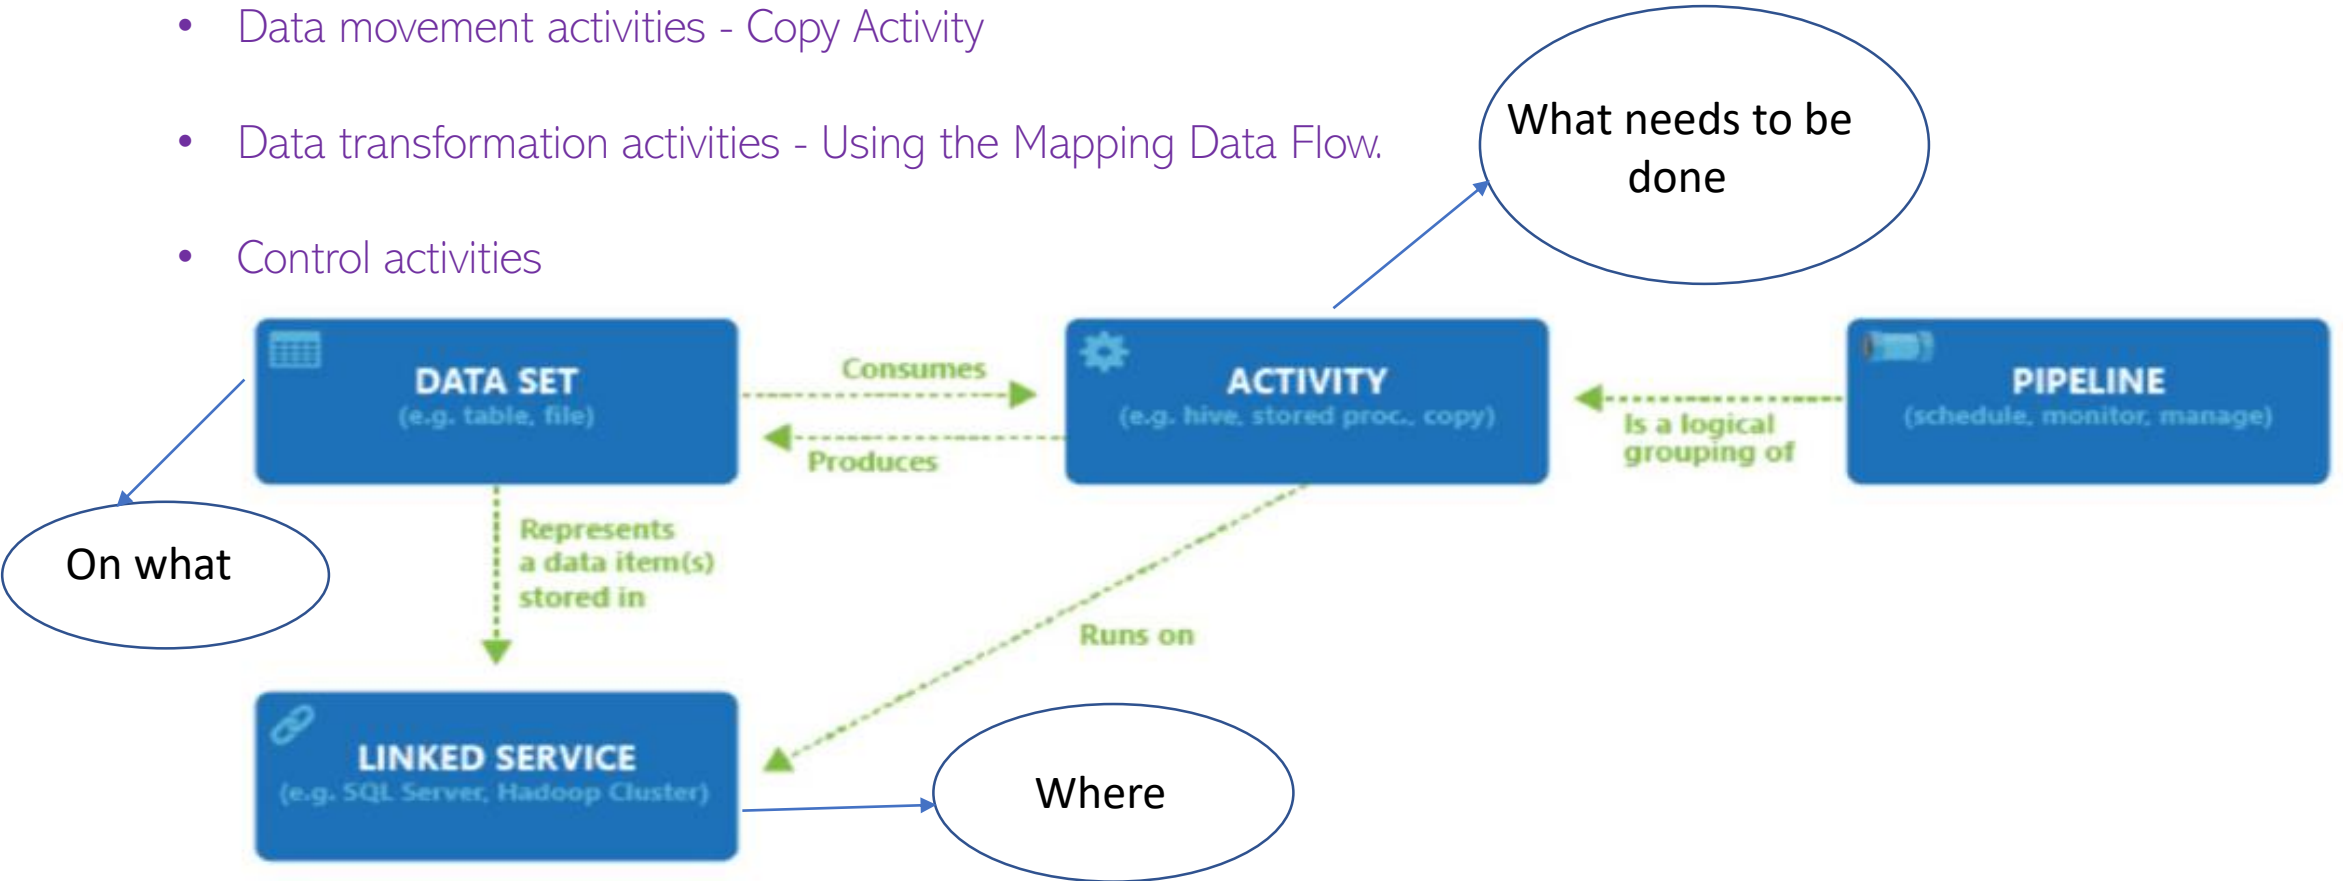 • Data movement activities - Copy Activity
• Data transformation activities - Using the Mapping Data Flow.
• Control activities
What needs to be
done
DATA SET
(e.g. table, file)
Consumes
Produces
ACTIVITY
(e.g. hive, stored proc., copy)
Is a logical
grouping of
PIPELINE
(schedule, monitor, manage)
On what
Represents
a data item(s)
stored in
Runs on
LINKED SERVICE
(e.g. SQL Server, Hadoop Cluster)
Where